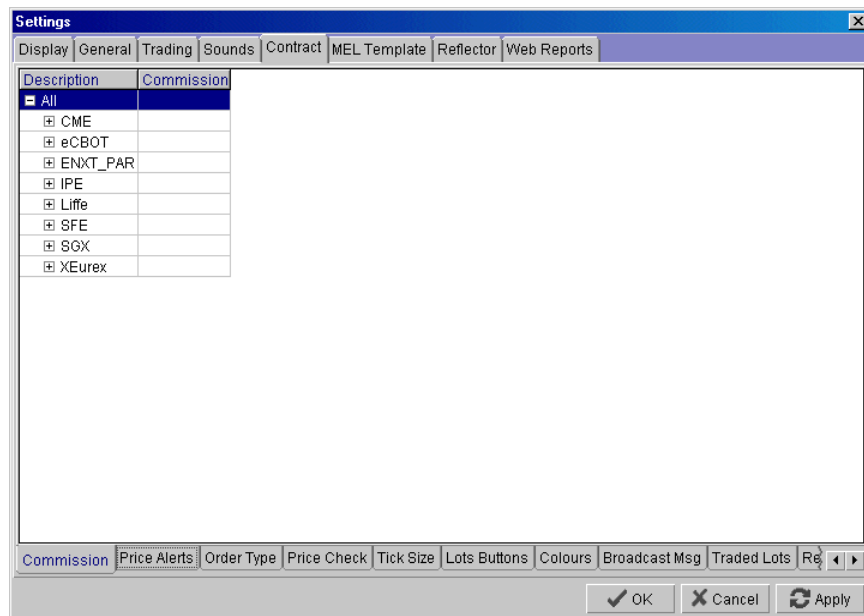 Settings
Display General Trading Sounds Contract MEL Template Reflector Web Reports
Description Commission
All
CME
eCBOT
ENXT_PAR
IPE
Liffe
SFE
SGX
XEurex
Commission Price Alerts Order Type Price Check Tick Size Lots Buttons Colours Broadcast Msg Traded Lots
OK Cancel Apply